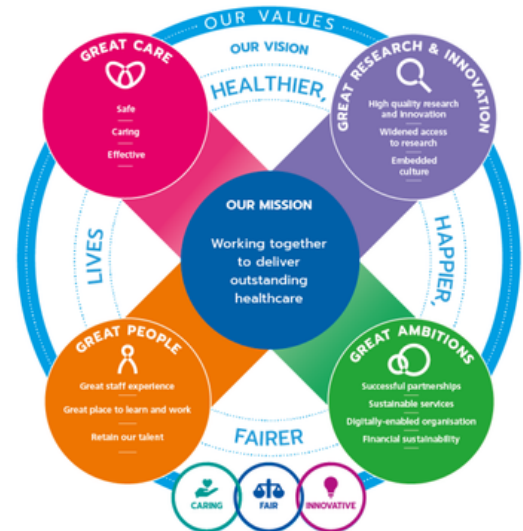 OUR VALUES
OUR VISION
HEALTHIER,
HAPPIER,
FAIRER
LIVES
GREAT CARE
Safe
Caring
Effective
GREAT RESEARCH & INNOVATION
High quality research
and innovation
Widened access
to research
Embedded
culture
OUR MISSION
Working together
to deliver
outstanding
healthcare
GREAT PEOPLE
Great staff experience
Great place to learn and work
Retain our talent
GREAT AMBITIONS
Successful partnerships
Sustainable services
Digitally-enabled organisation
Financial sustainability
CARING
FAIR
INNOVATIVE